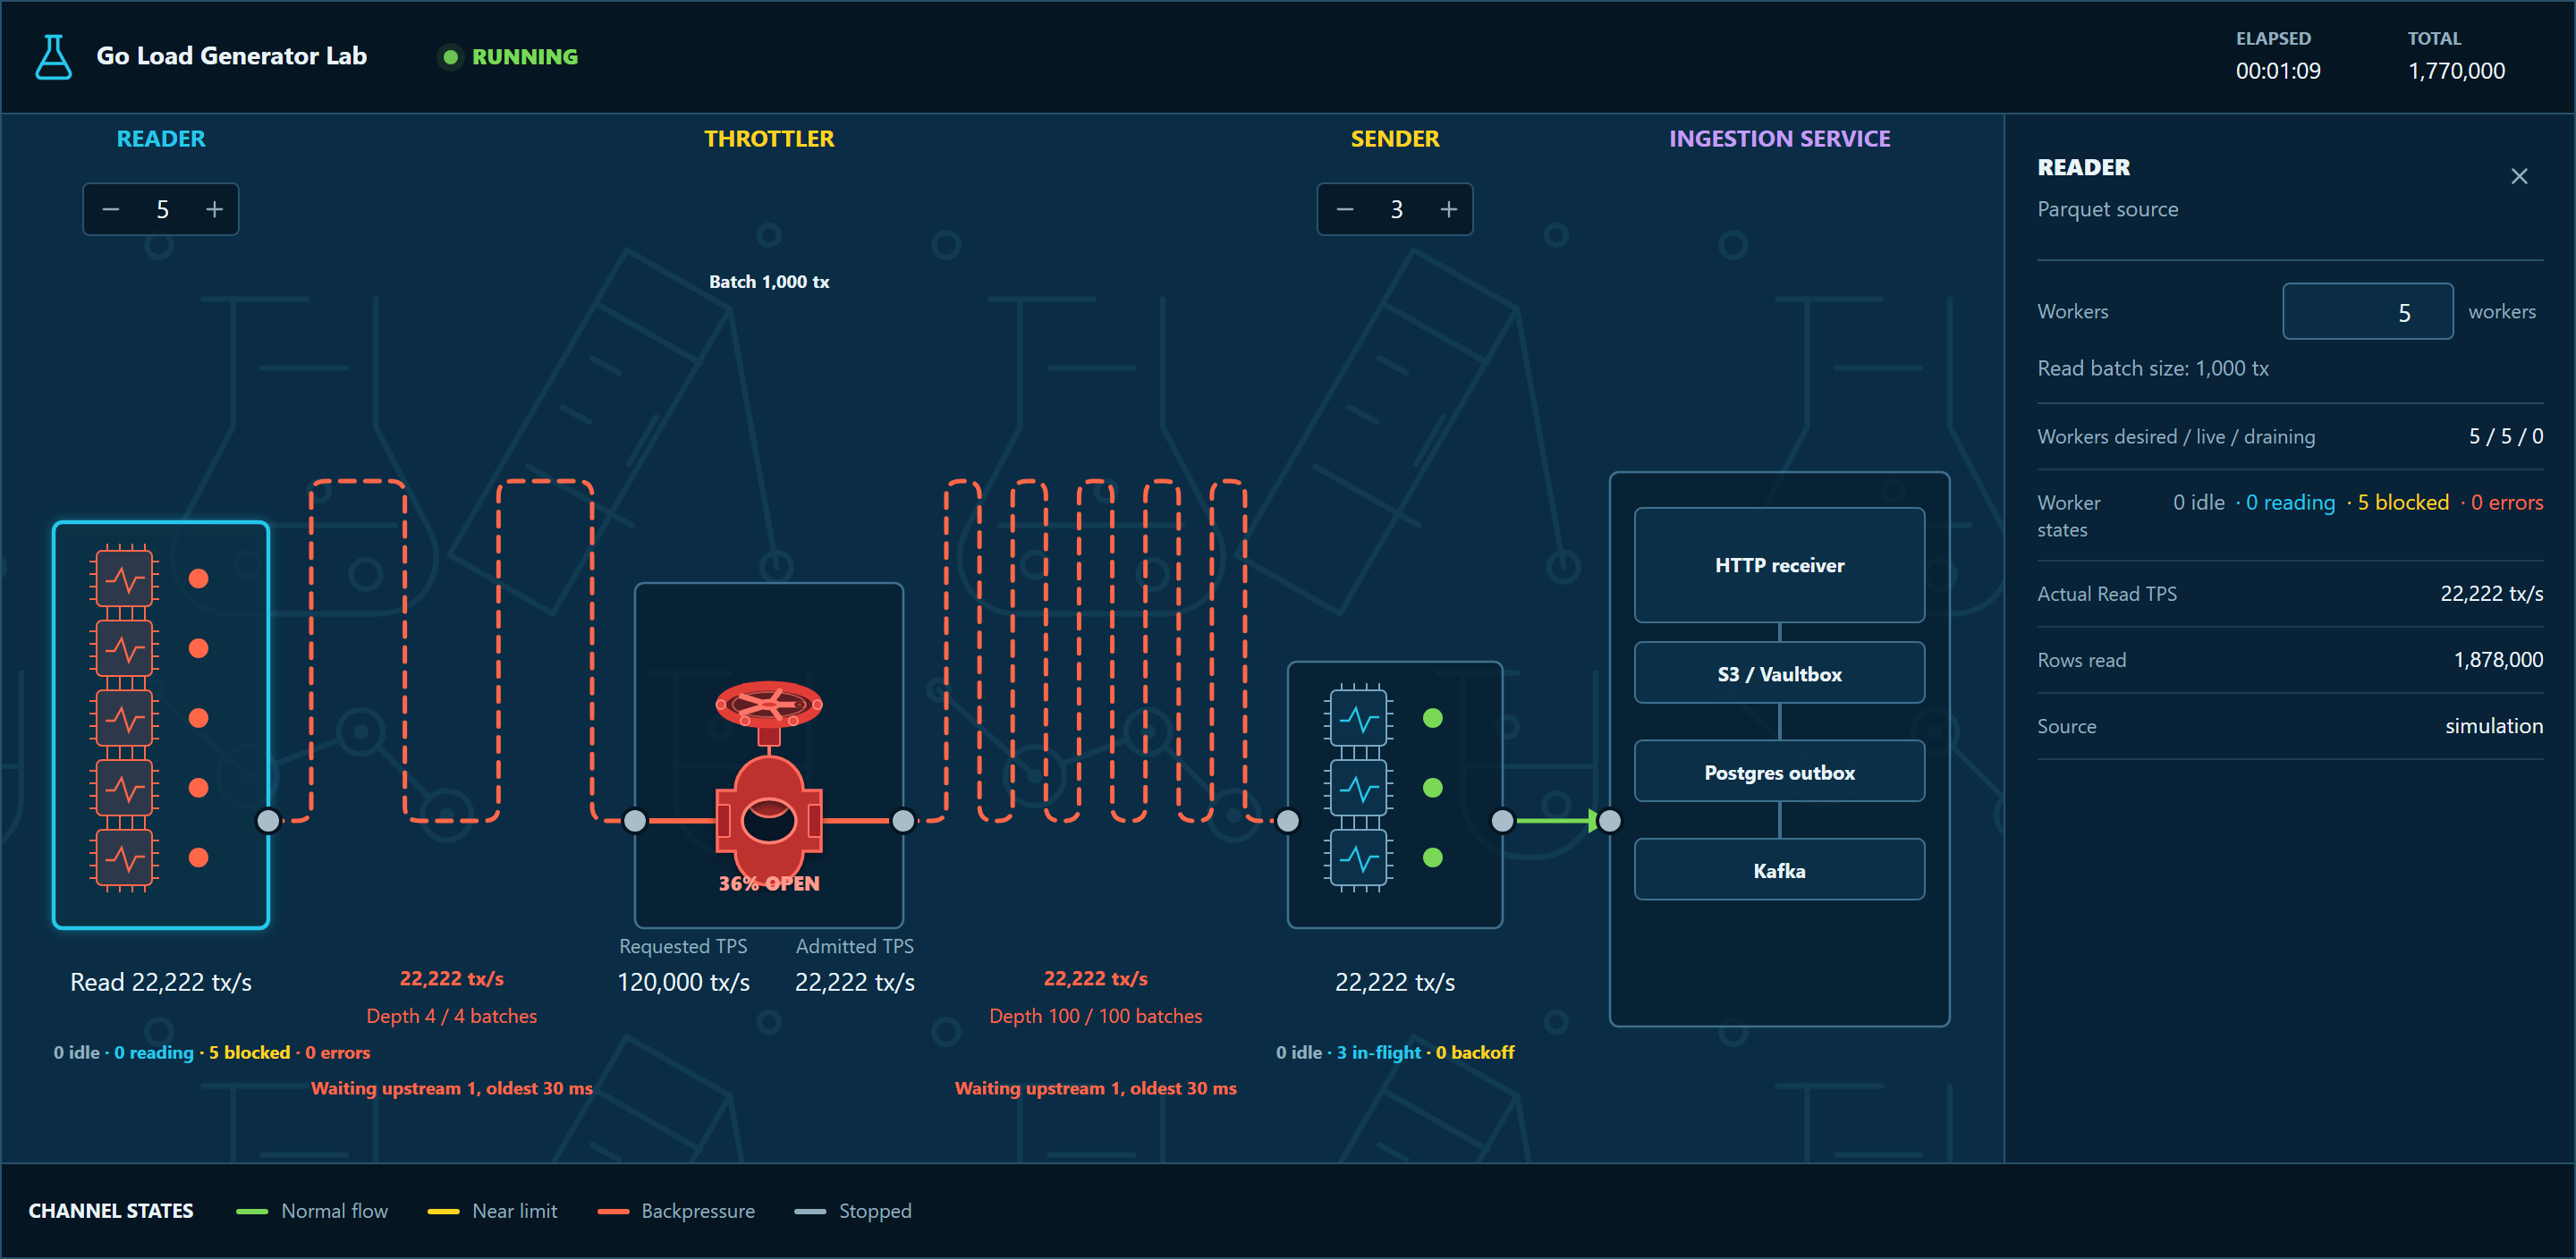 Go Load Generator Lab
RUNNING
ELAPSED
00:01:09
TOTAL
1,770,000
READER
− 5 +
THROTTLER
Batch 1,000 tx
SENDER
− 3 +
INGESTION SERVICE
HTTP receiver
S3 / Vaultbox
Postgres outbox
Kafka
36% OPEN
Requested TPS
120,000 tx/s
Admitted TPS
22,222 tx/s
Read 22,222 tx/s
0 idle · 0 reading · 5 blocked · 0 errors
22,222 tx/s
Depth 4 / 4 batches
Waiting upstream 1, oldest 30 ms
22,222 tx/s
Depth 100 / 100 batches
Waiting upstream 1, oldest 30 ms
22,222 tx/s
0 idle · 3 in-flight · 0 backoff
READER
Parquet source
Workers 5 workers
Read batch size: 1,000 tx
Workers desired / live / draining 5 / 5 / 0
Worker states 0 idle · 0 reading · 5 blocked · 0 errors
Actual Read TPS 22,222 tx/s
Rows read 1,878,000
Source simulation
CHANNEL STATES Normal flow Near limit Backpressure Stopped